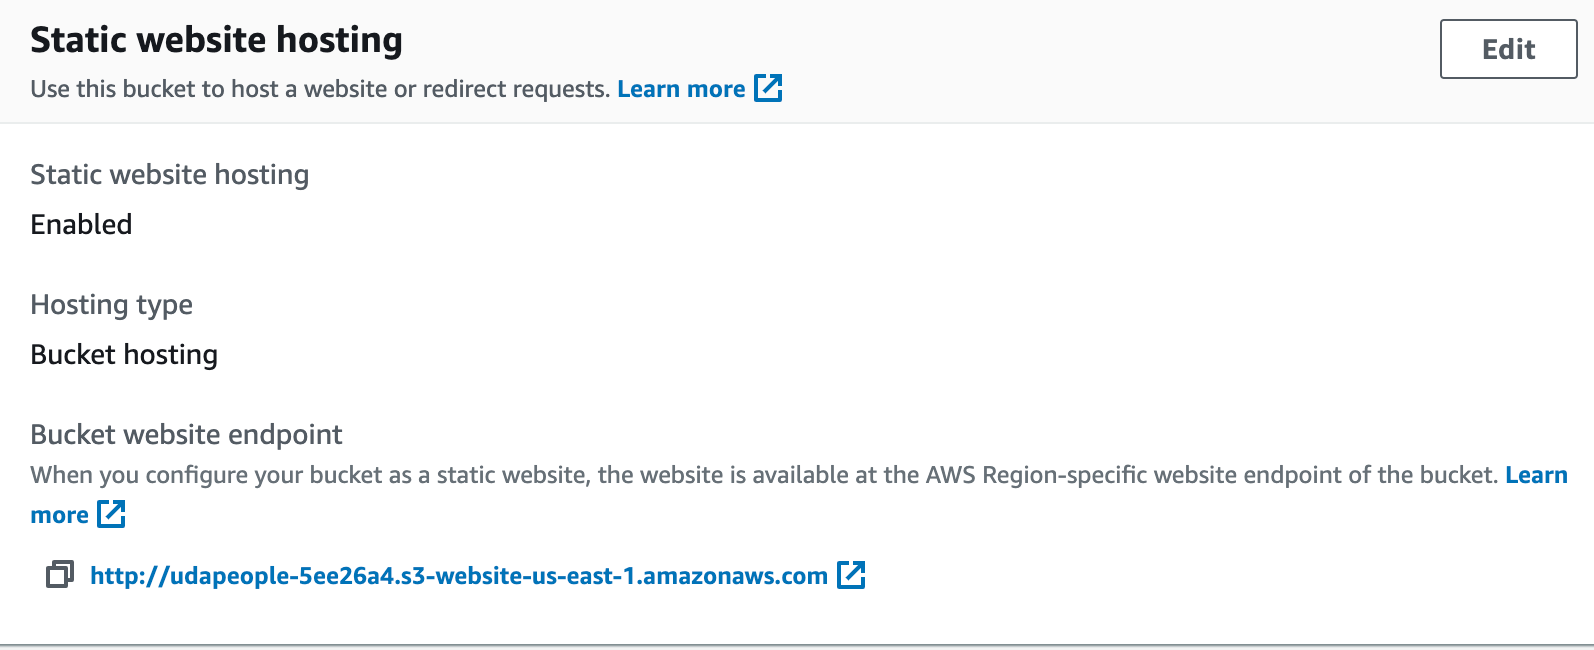 Static website hosting
Edit
Use this bucket to host a website or redirect requests. Learn more
Static website hosting
Enabled
Hosting type
Bucket hosting
Bucket website endpoint
When you configure your bucket as a static website, the website is available at the AWS Region-specific website endpoint of the bucket. Learn
more
http://udapeople-5ee26a4.s3-website-us-east-1.amazonaws.com